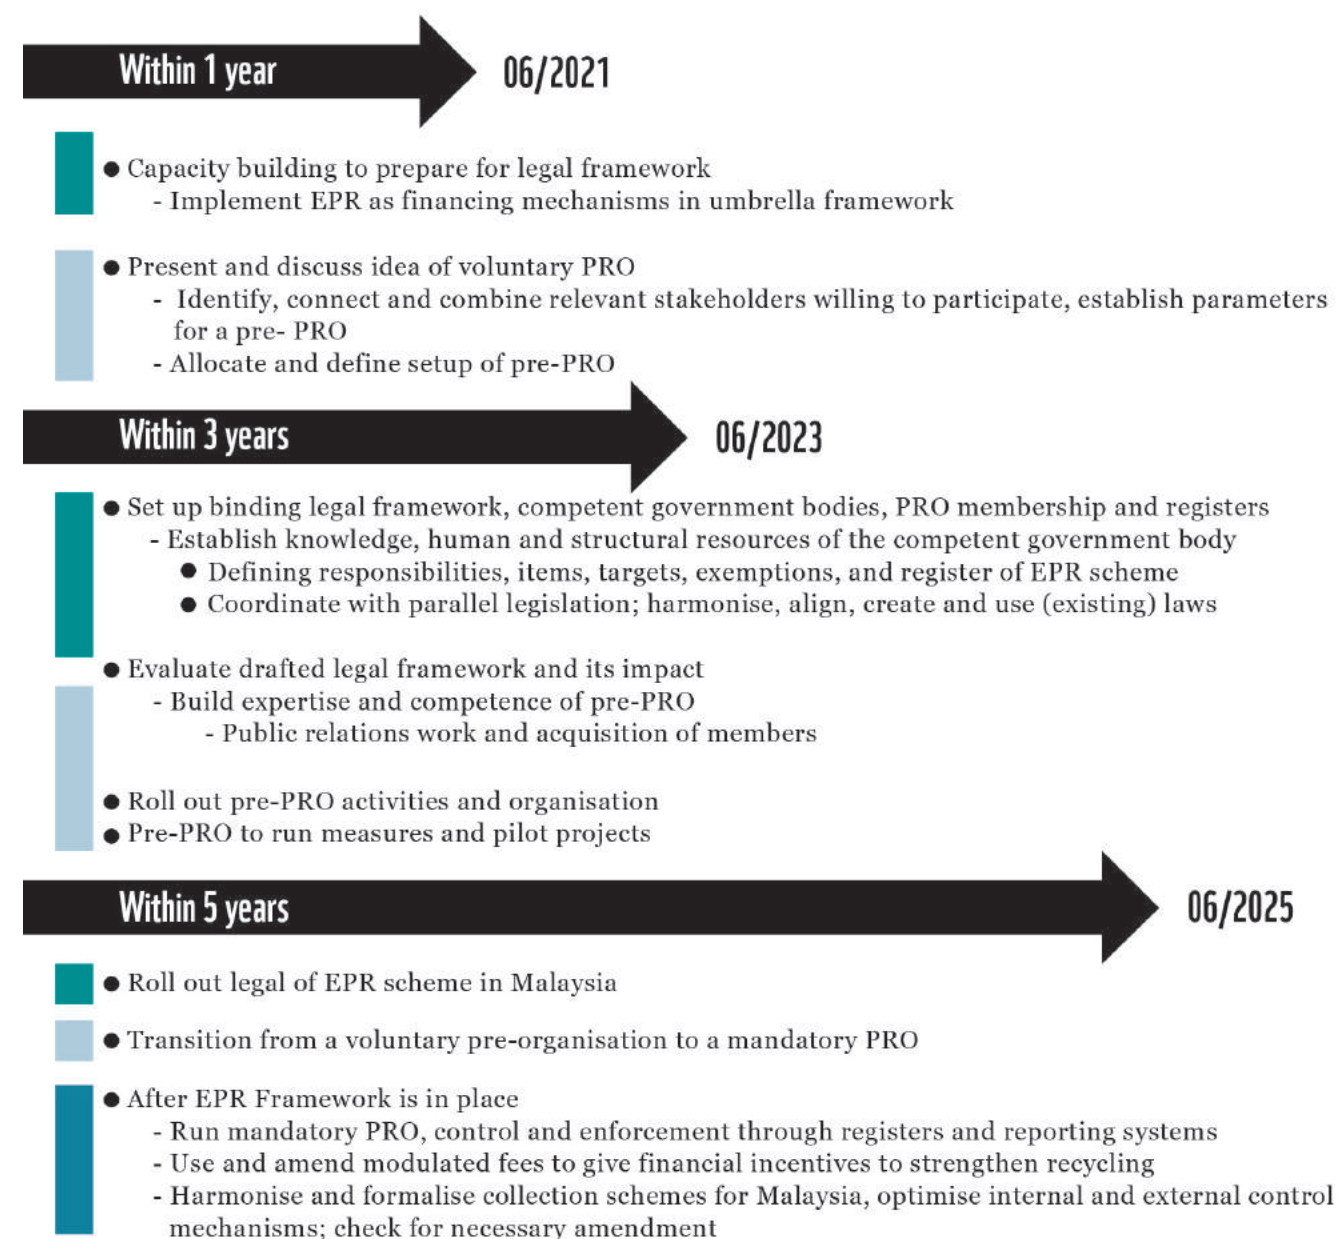 Within 1 year 06/2021
● Capacity building to prepare for legal framework
- Implement EPR as financing mechanisms in umbrella framework
● Present and discuss idea of voluntary PRO
- Identify, connect and combine relevant stakeholders willing to participate, establish parameters
for a pre- PRO
- Allocate and define setup of pre-PRO
Within 3 years 06/2023
● Set up binding legal framework, competent government bodies, PRO membership and registers
- Establish knowledge, human and structural resources of the competent government body
● Defining responsibilities, items, targets, exemptions, and register of EPR scheme
● Coordinate with parallel legislation; harmonise, align, create and use (existing) laws
● Evaluate drafted legal framework and its impact
- Build expertise and competence of pre-PRO
- Public relations work and acquisition of members
● Roll out pre-PRO activities and organisation
● Pre-PRO to run measures and pilot projects
Within 5 years 06/2025
● Roll out legal of EPR scheme in Malaysia
● Transition from a voluntary pre-organisation to a mandatory PRO
● After EPR Framework is in place
- Run mandatory PRO, control and enforcement through registers and reporting systems
- Use and amend modulated fees to give financial incentives to strengthen recycling
- Harmonise and formalise collection schemes for Malaysia, optimise internal and external control
mechanisms; check for necessary amendment